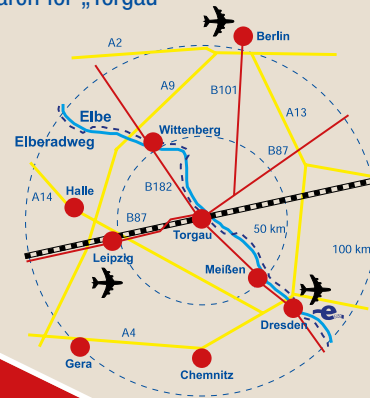 arch for „Torgau“
A2
Berlin
A9
B101
Elbe
A13
Elberadweg
Wittenberg
B87
B182
Halle
A14
B87
Torgau
50 km
Leipzig
100 km
Meißen
Dresden
e
A4
Gera
Chemnitz